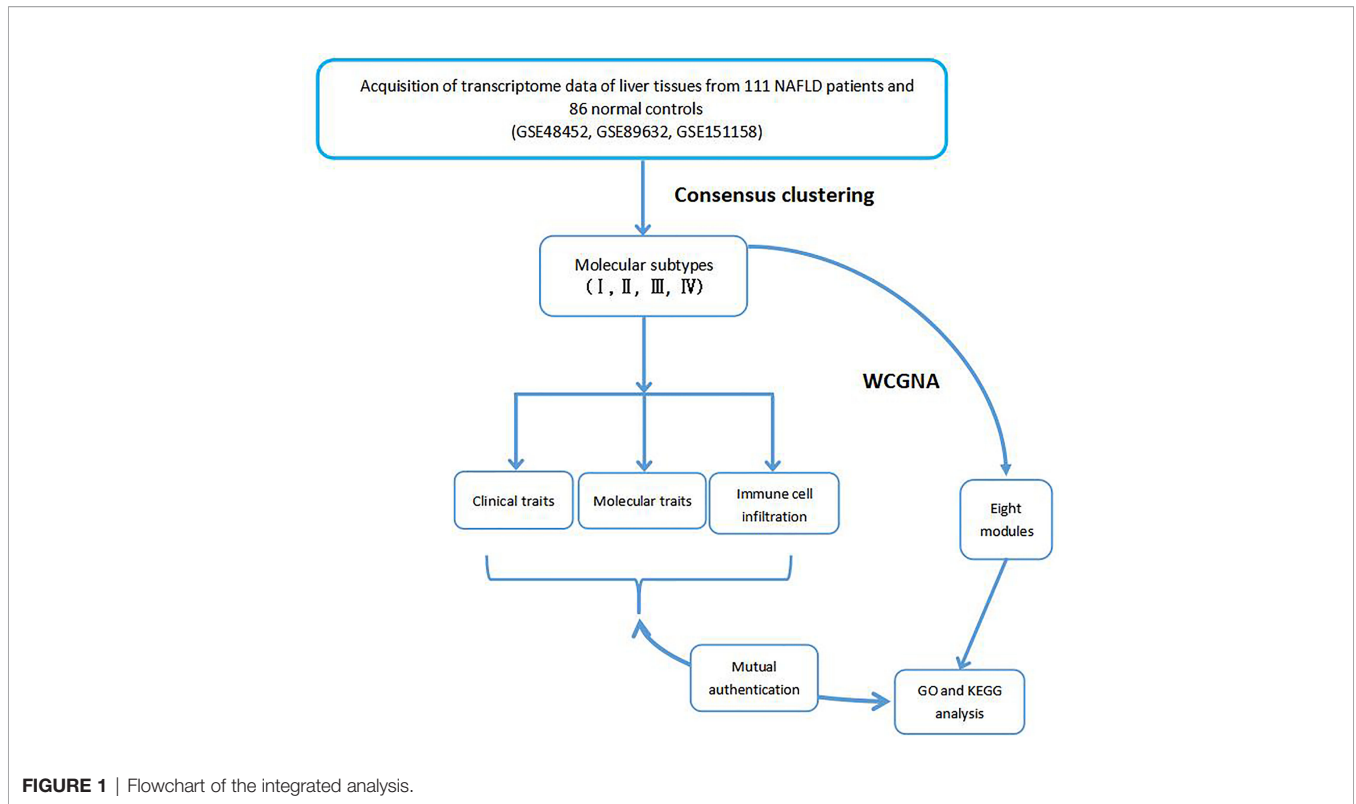 Acquisition of transcriptome data of liver tissues from 111 NAFLD patients and
86 normal controls
(GSE48452, GSE89632, GSE151158)
Consensus clustering
Molecular subtypes
(Ⅰ, Ⅱ, Ⅲ, Ⅳ)
WCGNA
Clinical traits
Molecular traits
Immune cell
infiltration
Eight
modules
Mutual
authentication
GO and KEGG
analysis
FIGURE 1 | Flowchart of the integrated analysis.